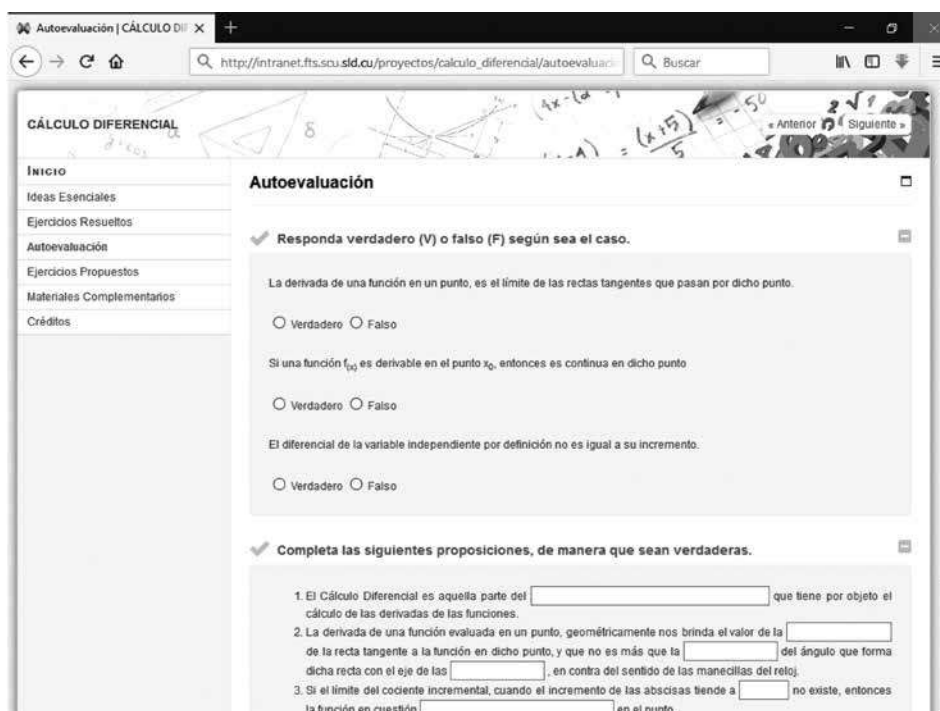 Autoevaluación | CÁLCULO DI
http://intranet.fts.scu.sld.cu/proyectos/calculo_diferencial/autoevaluaci
Buscar
CÁLCULO DIFERENCIAL
« Anterior
Siguiente »
INICIO
Ideas Esenciales
Ejercicios Resueltos
Autoevaluación
Ejercicios Propuestos
Materiales Complementarios
Créditos
Autoevaluación
Responda verdadero (V) o falso (F) según sea el caso.
La derivada de una función en un punto, es el límite de las rectas tangentes que pasan por dicho punto.
Verdadero Falso
Si una función f(x) es derivable en el punto x0, entonces es continua en dicho punto
Verdadero Falso
El diferencial de la variable independiente por definición no es igual a su incremento.
Verdadero Falso
Completa las siguientes proposiciones, de manera que sean verdaderas.
1. El Cálculo Diferencial es aquella parte del que tiene por objeto el
cálculo de las derivadas de las funciones.
2. La derivada de una función evaluada en un punto, geométricamente nos brinda el valor de la
de la recta tangente a la función en dicho punto, y que no es más que la del ángulo que forma
dicha recta con el eje de las , en contra del sentido de las manecillas del reloj.
3. Si el límite del cociente incremental, cuando el incremento de las abscisas tiende a no existe, entonces
la función en cuestión en el punto.